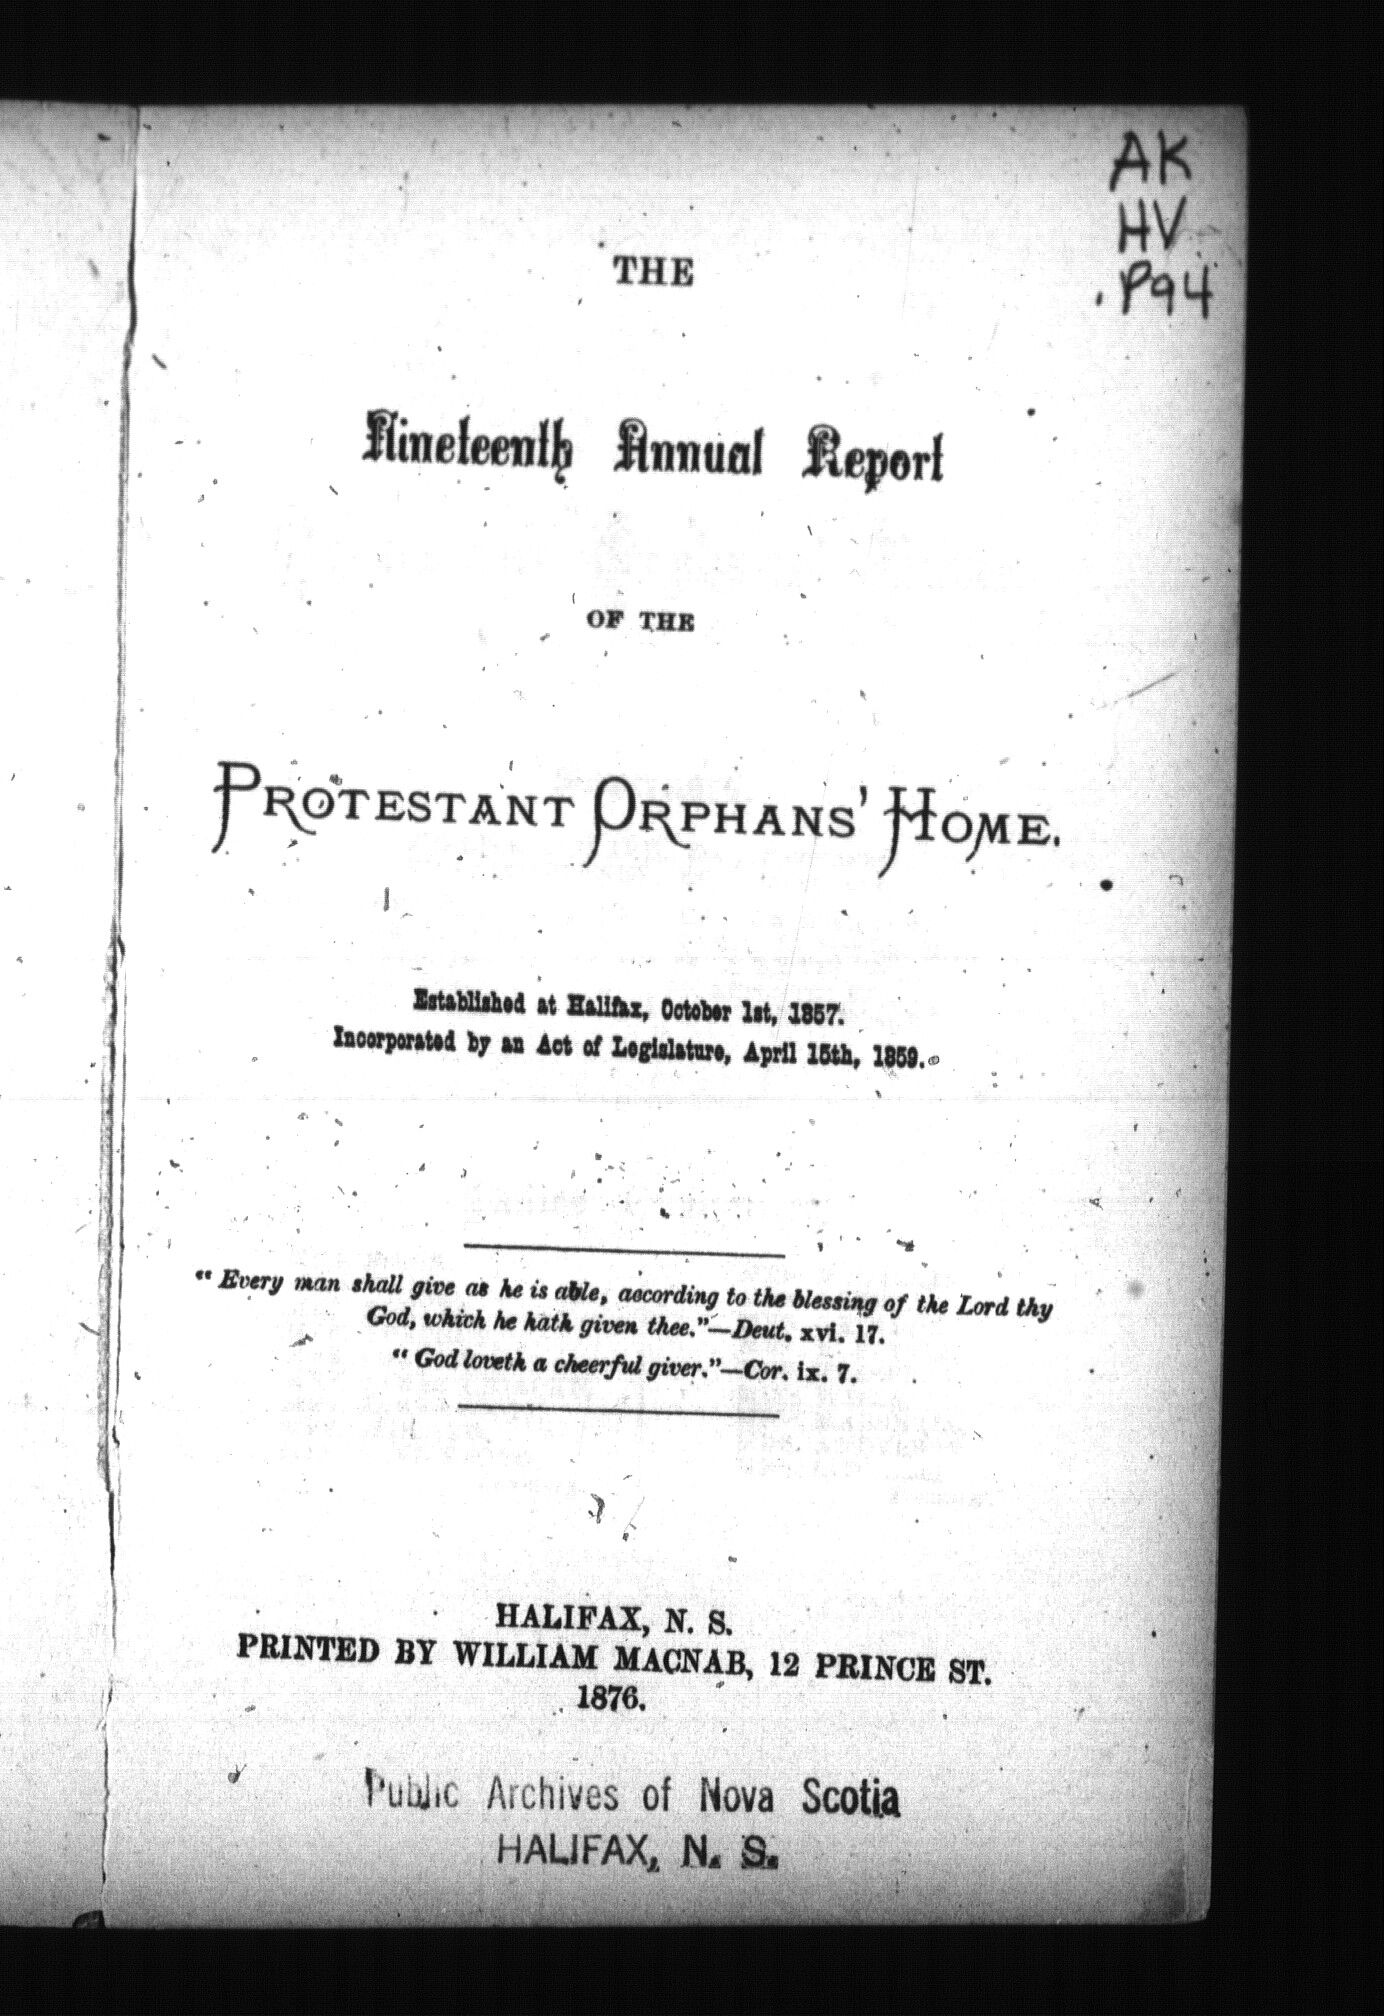 AK
HV
.P94
THE
Nineteenth Annual Report
OF THE
PROTESTANT ORPHANS' HOME.
Established at Halifax, October 1st, 1857.
Incorporated by an Act of Legislature, April 15th, 1859.
" Every man shall give as he is able, according to the blessing of the Lord thy
God, which he hath given thee."—Deut. xvi. 17.
" God loveth a cheerful giver."—Cor. ix. 7.
HALIFAX, N. S.
PRINTED BY WILLIAM MACNAB, 12 PRINCE ST.
1876.
Public Archives of Nova Scotia
HALIFAX, N. S.